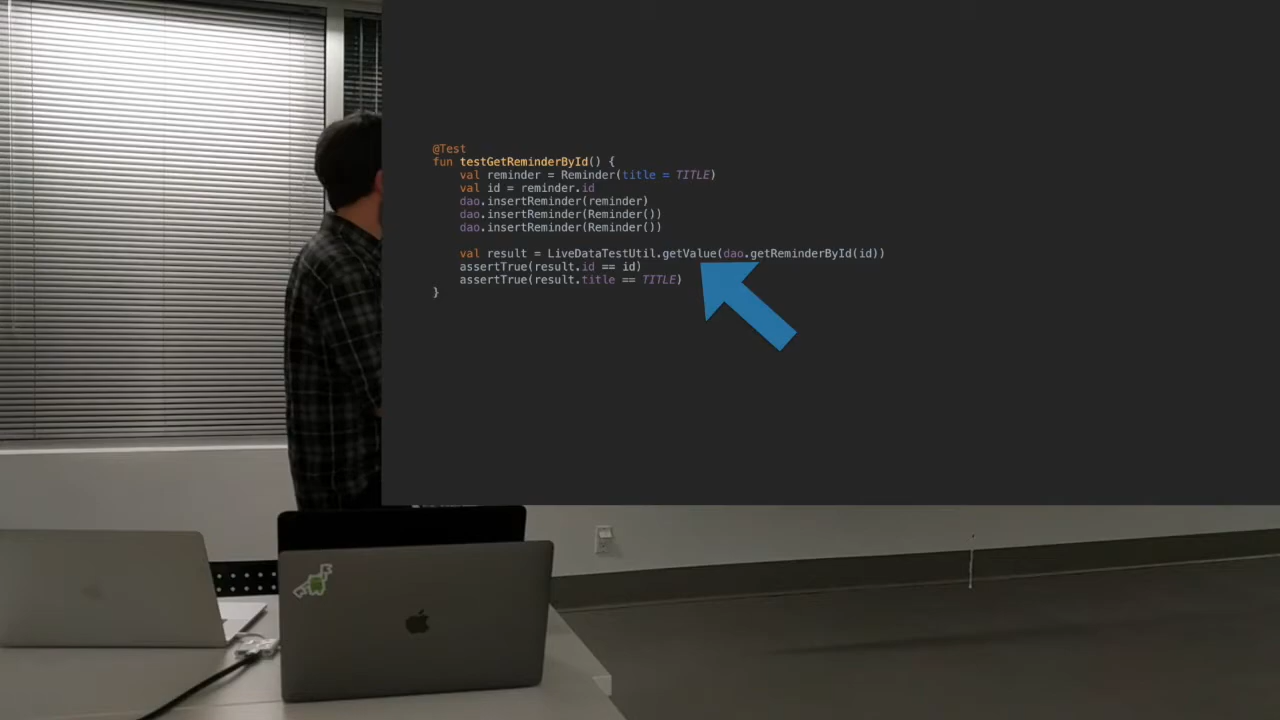 @Test
fun testGetReminderById() {
val reminder = Reminder(title = TITLE)
val id = reminder.id
dao.insertReminder(reminder)
dao.insertReminder(Reminder())
dao.insertReminder(Reminder())
val result = LiveDataTestUtil.getValue(dao.getReminderById(id))
assertTrue(result.id == id)
assertTrue(result.title == TITLE)
}